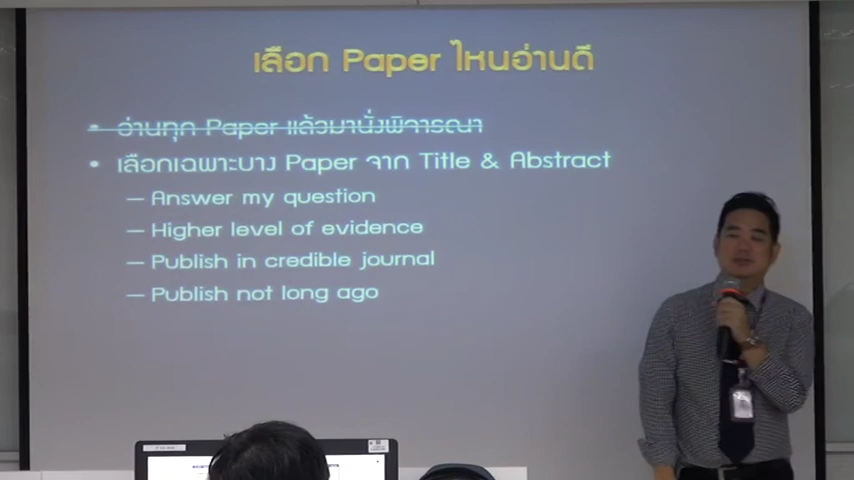 เลือก Paper ไหนอ่านดี
• อ่านทุก Paper แล้วมานั่งพิจารณา
• เลือกเฉพาะบาง Paper จาก Title & Abstract
– Answer my question
– Higher level of evidence
– Publish in credible journal
– Publish not long ago